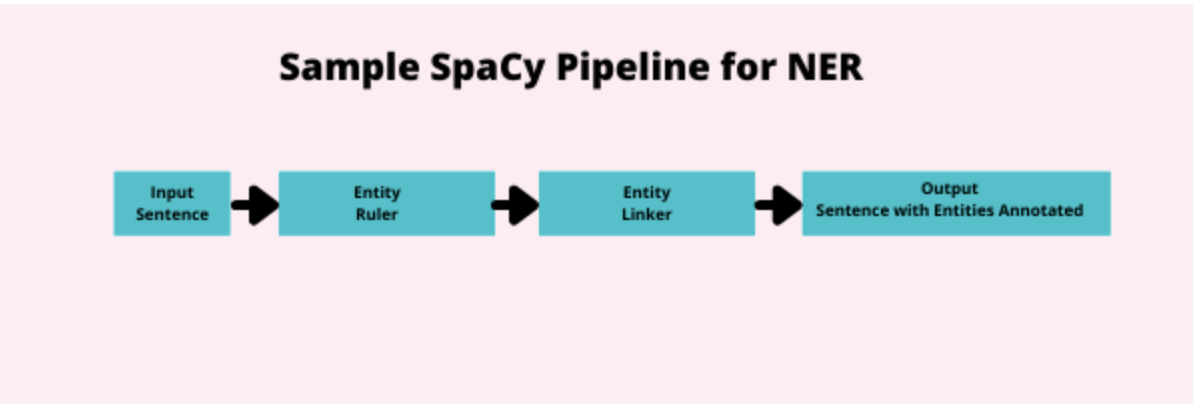 Sample SpaCy Pipeline for NER
Input
Sentence
Entity
Ruler
Entity
Linker
Output
Sentence with Entities Annotated